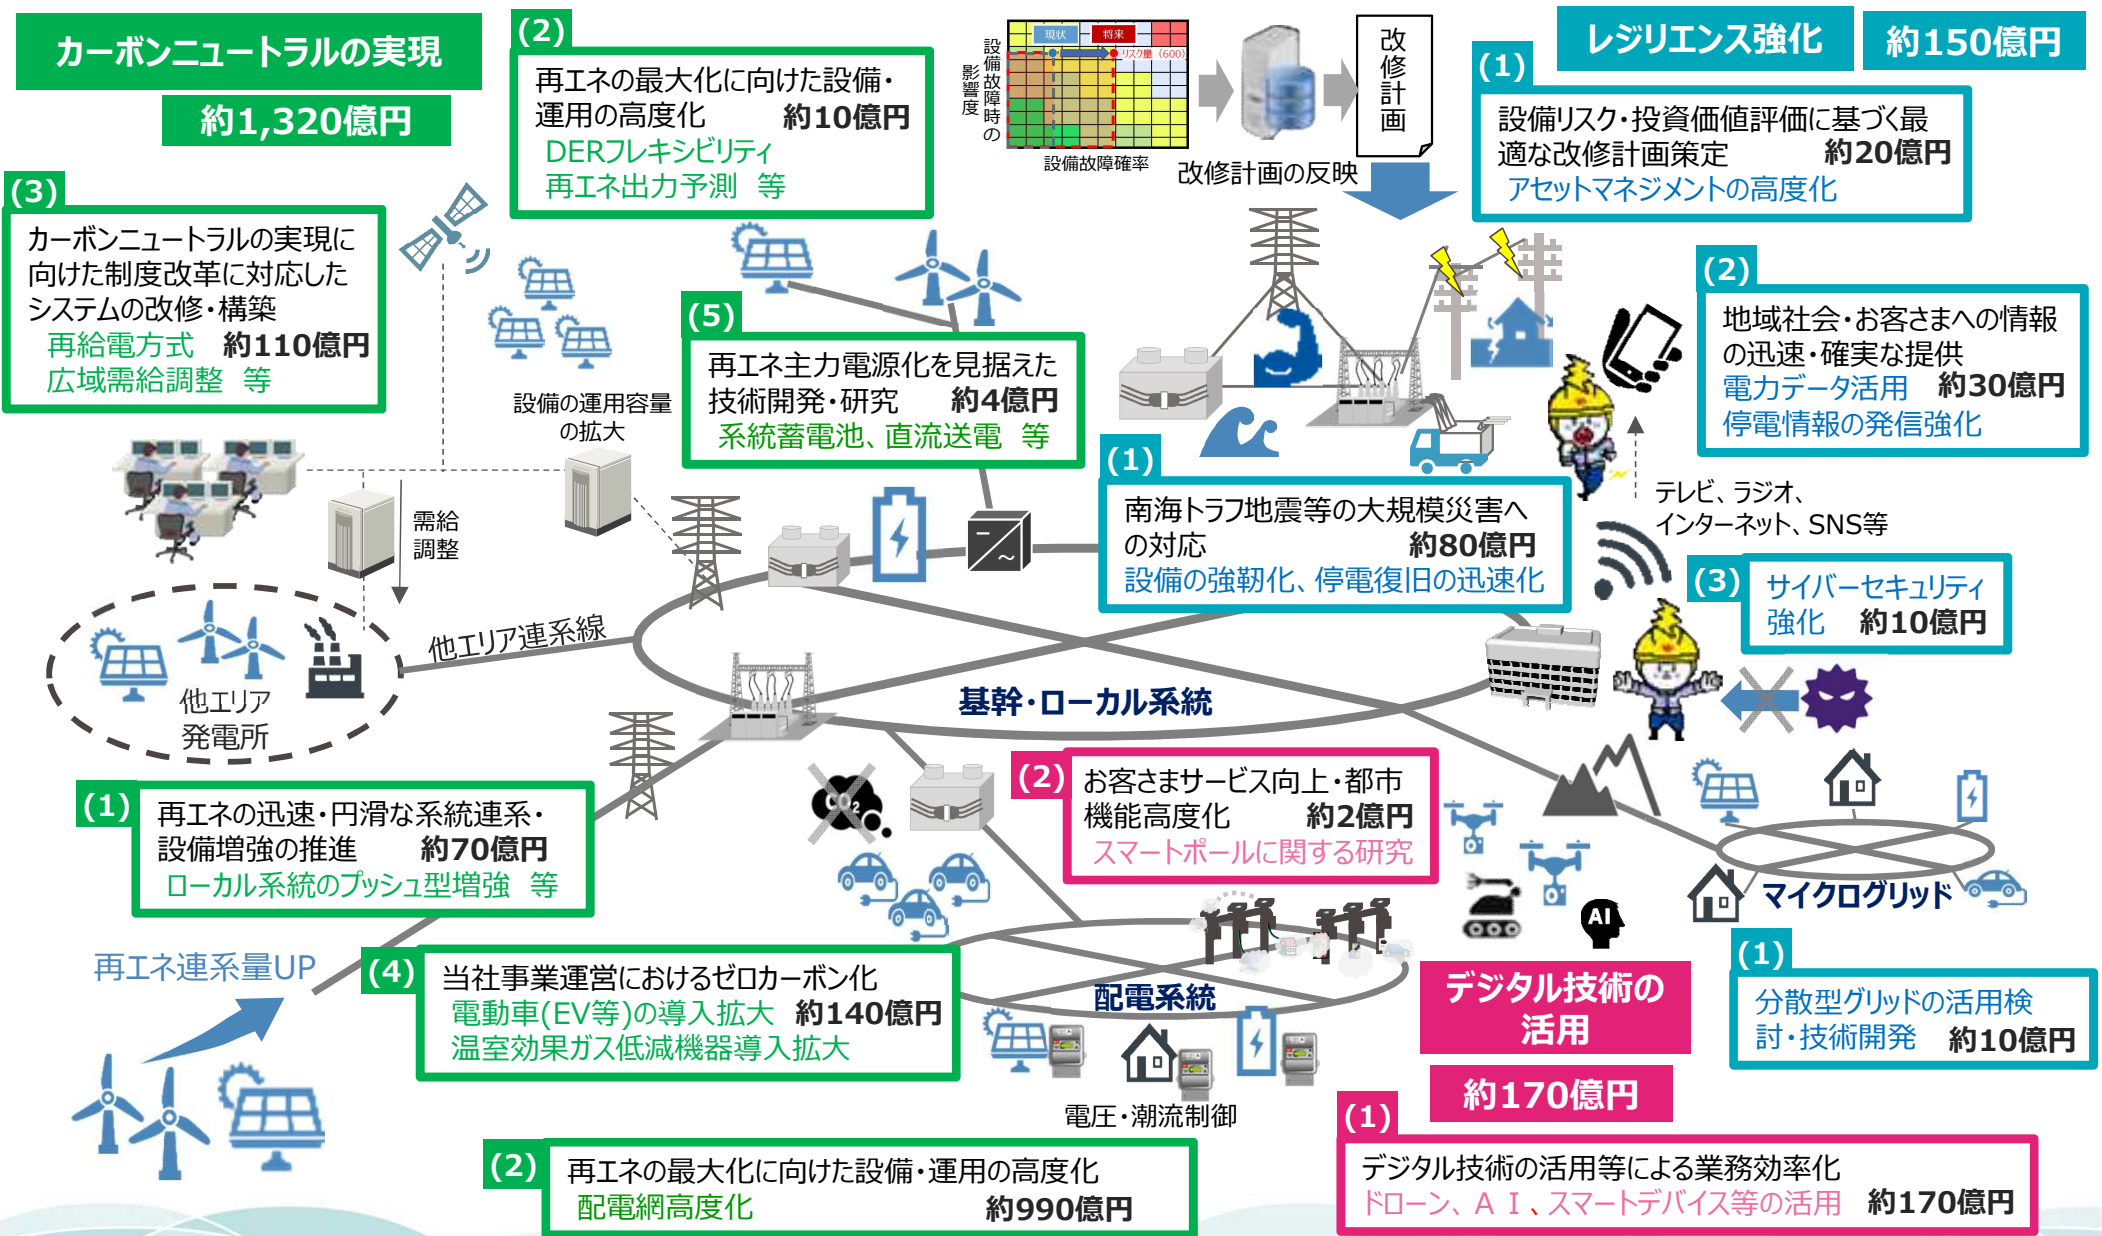 カーボンニュートラルの実現
約1,320億円
(2)
再エネの最大化に向けた設備・
運用の高度化 約10億円
DERフレキシビリティ
再エネ出力予測 等
設備故障時の
影響度
現状
将来
リスク量(600)
設備故障確率
改修計画
改修計画の反映
レジリエンス強化
約150億円
(1)
設備リスク・投資価値評価に基づく最
適な改修計画策定 約20億円
アセットマネジメントの高度化
(3)
カーボンニュートラルの実現に
向けた制度改革に対応した
システムの改修・構築
再給電方式 約110億円
広域需給調整 等
(2)
地域社会・お客さまへの情報
の迅速・確実な提供
電力データ活用 約30億円
停電情報の発信強化
(5)
再エネ主力電源化を見据えた
技術開発・研究 約4億円
系統蓄電池、直流送電 等
設備の運用容量
の拡大
需給
調整
(1)
南海トラフ地震等の大規模災害へ
の対応 約80億円
設備の強靭化、停電復旧の迅速化
テレビ、ラジオ、
インターネット、SNS等
(3)
サイバーセキュリティ
強化 約10億円
他エリア連系線
他エリア
発電所
基幹・ローカル系統
(1)
再エネの迅速・円滑な系統連系・
設備増強の推進 約70億円
ローカル系統のプッシュ型増強 等
CO2
(2)
お客さまサービス向上・都市
機能高度化 約2億円
スマートポールに関する研究
AI
マイクログリッド
再エネ連系量UP
(4)
当社事業運営におけるゼロカーボン化
電動車(EV等)の導入拡大 約140億円
温室効果ガス低減機器導入拡大
配電系統
電圧・潮流制御
デジタル技術の
活用
約170億円
(1)
分散型グリッドの活用検
討・技術開発 約10億円
(2)
再エネの最大化に向けた設備・運用の高度化
配電網高度化 約990億円
(1)
デジタル技術の活用等による業務効率化
ドローン、AI、スマートデバイス等の活用 約170億円